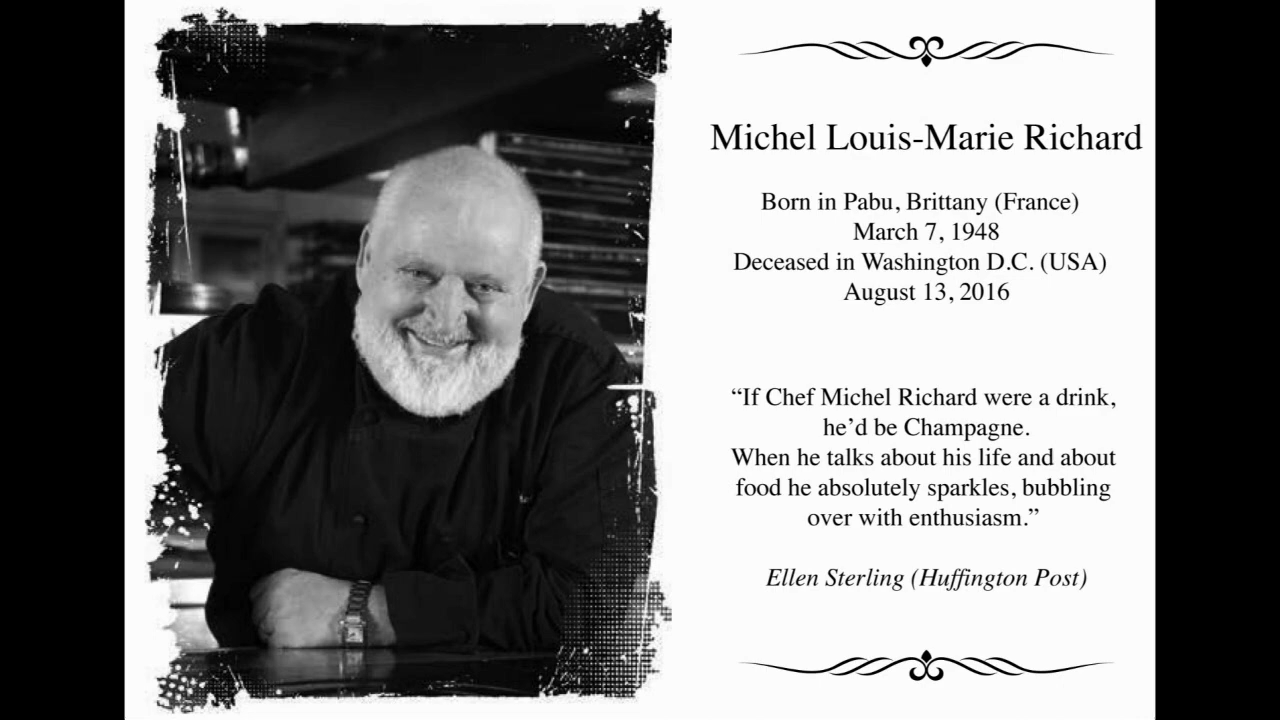 Michel Louis-Marie Richard
Born in Pabu, Brittany (France)
March 7, 1948
Deceased in Washington D.C. (USA)
August 13, 2016
“If Chef Michel Richard were a drink,
he’d be Champagne.
When he talks about his life and about
food he absolutely sparkles, bubbling
over with enthusiasm.”
Ellen Sterling (Huffington Post)